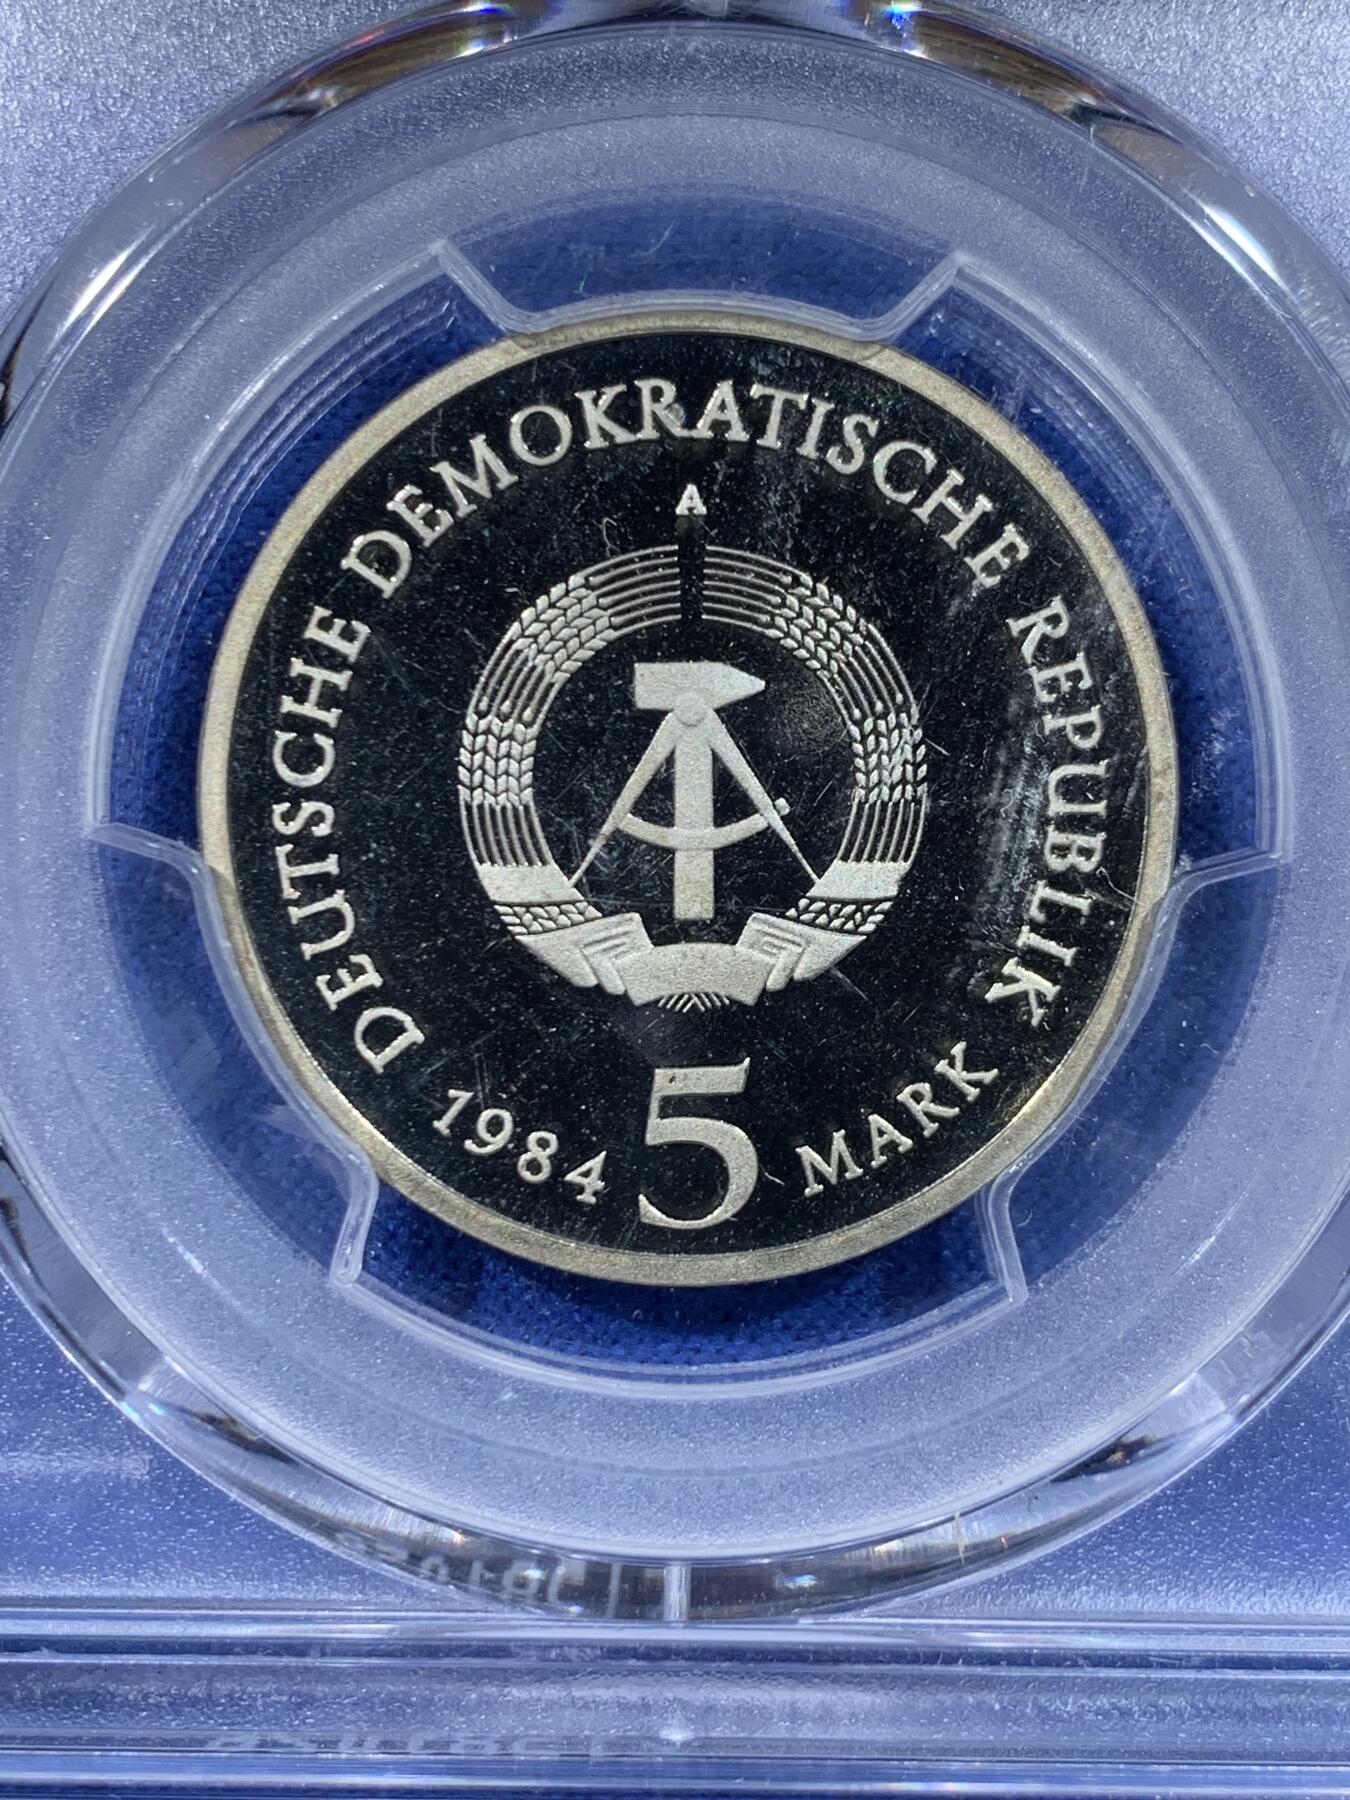 DEUTSCHE DEMOKRATISCHE REPUBLIK
A
1984 5 MARK